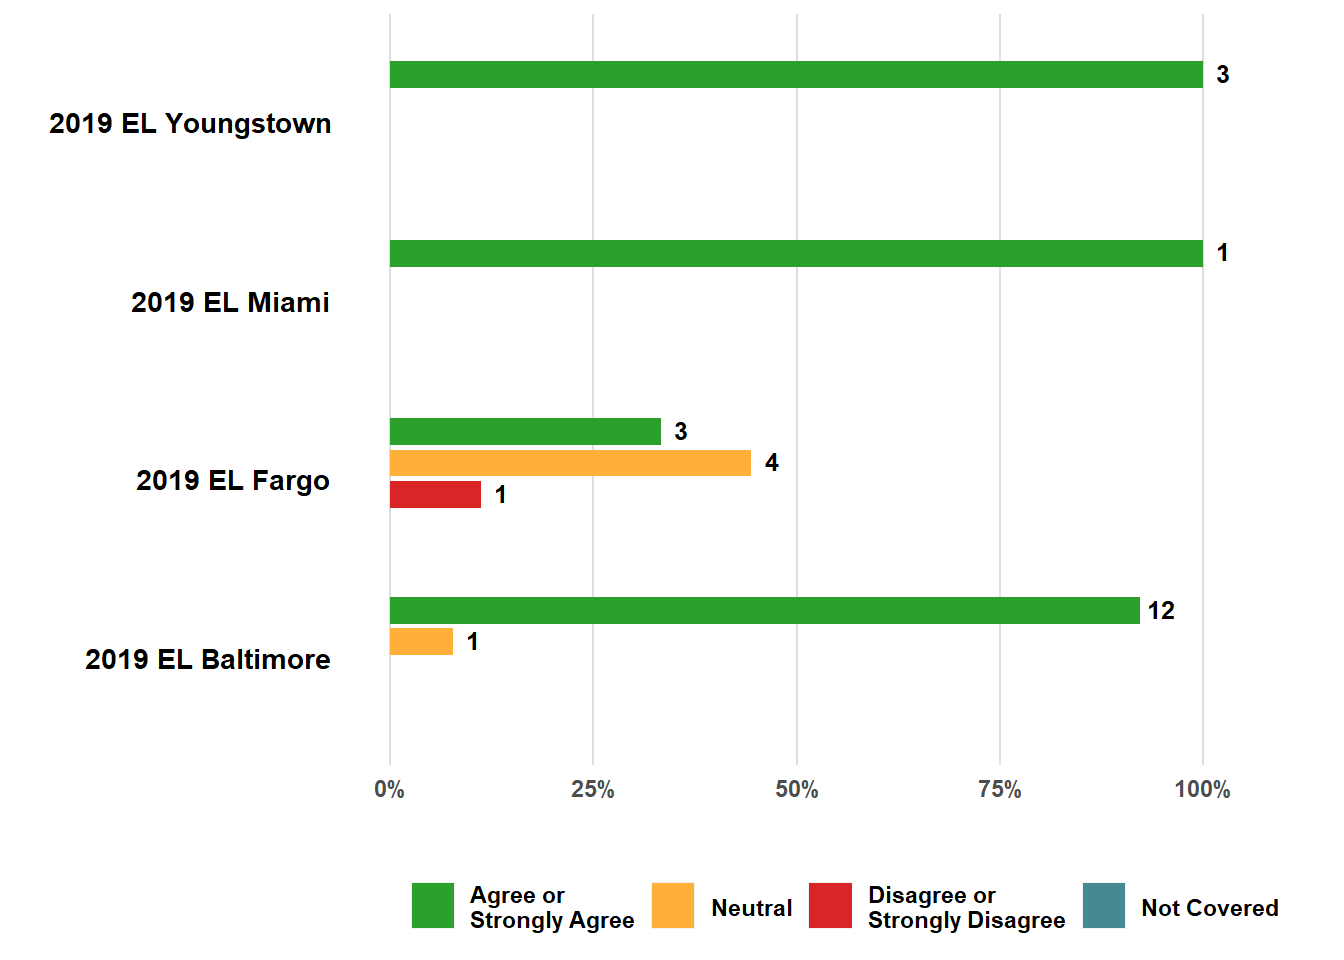 3
2019 EL Youngstown
1
2019 EL Miami
3
4
2019 EL Fargo
1
12
1
2019 EL Baltimore
0%
25%
50%
75%
100%
Agree or
Strongly Agree
Neutral
Disagree or
Strongly Disagree
Not Covered